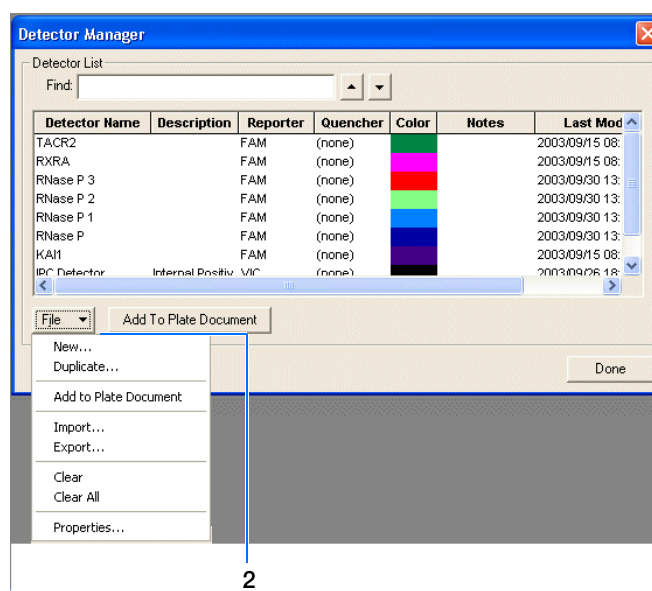 Detector Manager
Detector List
Find:
Detector Name Description Reporter Quencher Color Notes Last Mod
TACR2 FAM (none) 2003/09/15 08:
RXRA FAM (none) 2003/09/15 08:
RNase P 3 FAM (none) 2003/09/30 13:
RNase P 2 FAM (none) 2003/09/30 13:
RNase P 1 FAM (none) 2003/09/30 13:
RNase P FAM (none) 2003/09/30 13:
KAI1 FAM (none) 2003/09/15 08:
IPC Detector Internal Positiv VIC (none) 2003/09/26 18:
File Add To Plate Document
New...
Duplicate...
Done
Add to Plate Document
Import...
Export...
Clear
Clear All
Properties...
2